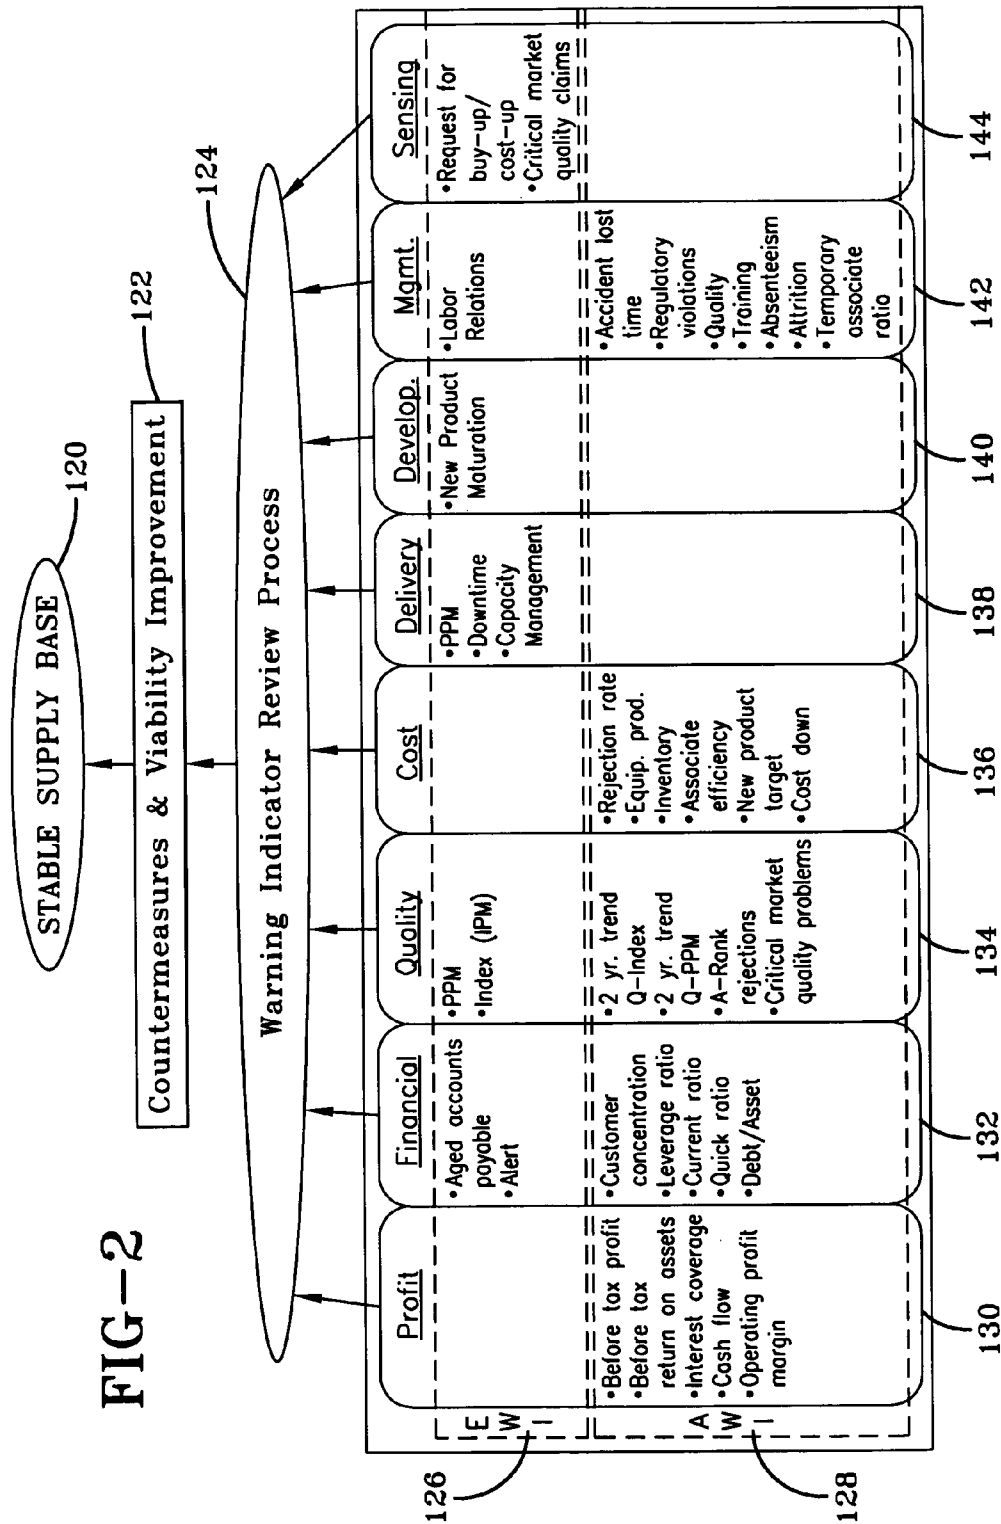 FIG-2
STABLE SUPPLY BASE
120
Countermeasures & Viability Improvement
122
124
Warning Indicator Review Process
126
E
W
I
128
A
W
I
Profit
•Before tax profit
•Before tax
return on assets
•Interest coverage
•Cash flow
•Operating profit
margin
130
Financial
•Aged accounts
payable
•Alert
•Customer
concentration
•Leverage ratio
•Current ratio
•Quick ratio
•Debt/Asset
132
Quality
•PPM
•Index (IPM)
•2 yr. trend
Q-Index
•2 yr. trend
Q-PPM
•A-Rank
rejections
•Critical market
quality problems
134
Cost
•Rejection rate
•Equip. prod.
•Inventory
•Associate
efficiency
•New product
target
•Cost down
136
Delivery
•PPM
•Downtime
•Capacity
Management
138
Develop.
•New Product
Maturation
140
Mgmt.
•Labor
Relations
•Accident lost
time
•Regulatory
violations
•Quality
•Training
•Absenteeism
•Attrition
•Temporary
associate
ratio
142
Sensing
•Request for
buy-up/
cost-up
•Critical market
quality claims
144